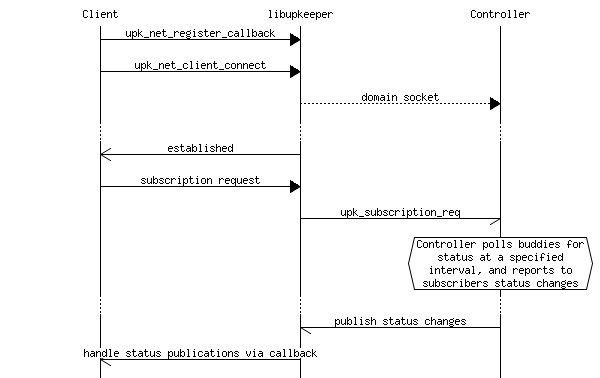 Client libupkeeper Controller
upk_net_register_callback
upk_net_client_connect
domain socket
established
subscription request
upk_subscription_req
Controller polls buddies for
status at a specified
interval, and reports to
subscribers status changes
publish status changes
handle status publications via callback